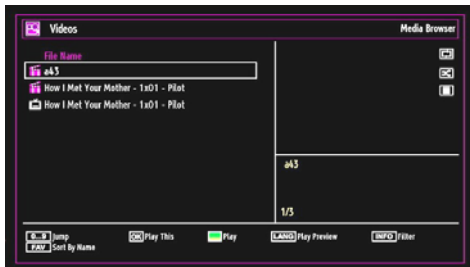 Videos Media Browser
File Name
a43
How I Met Your Mother - 1x01 - Pilot
How I Met Your Mother - 1x01 - Pilot
a43
1/3
0...9 Jump OK Play This Play LANG Play Preview INFO Filter
FAV Sort By Name